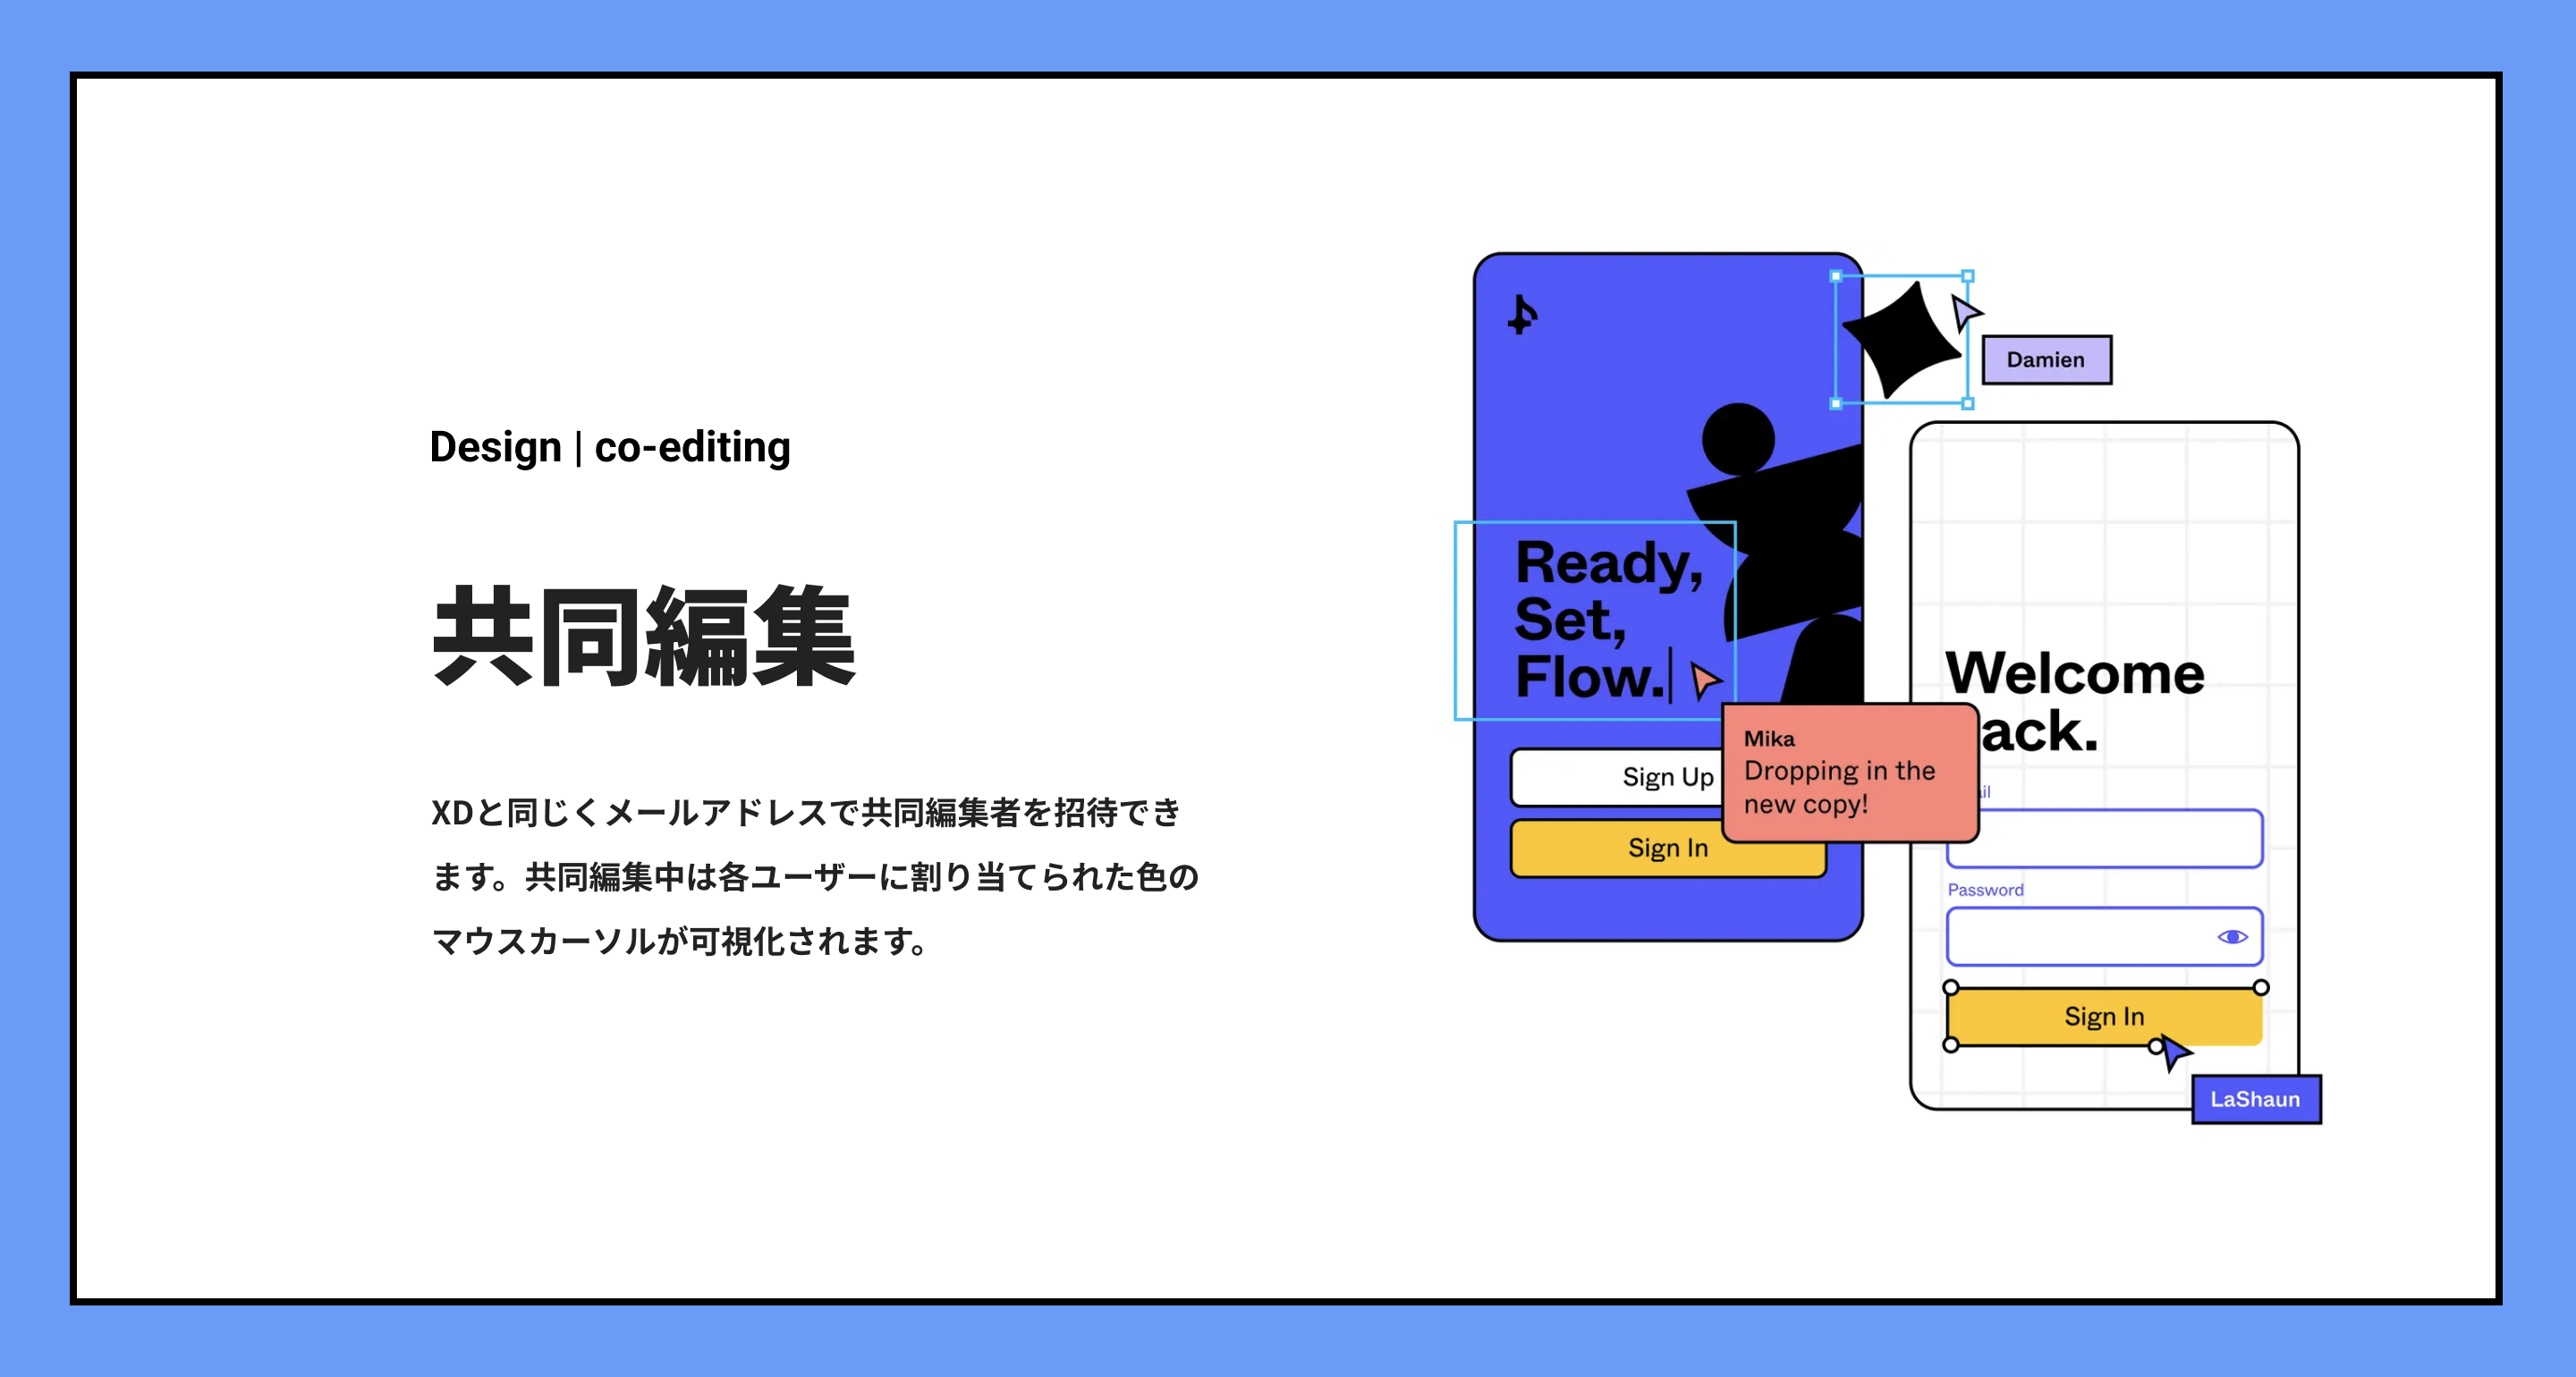 Design | co-editing
共同編集
XDと同じくメールアドレスで共同編集者を招待でき
ます。共同編集中は各ユーザーに割り当てられた色の
マウスカーソルが可視化されます。
Damien
Ready,
Set,
Flow.
Sign Up
Sign In
Mika
Dropping in the
new copy!
Welcome
ack.
il
Password
Sign In
LaShaun